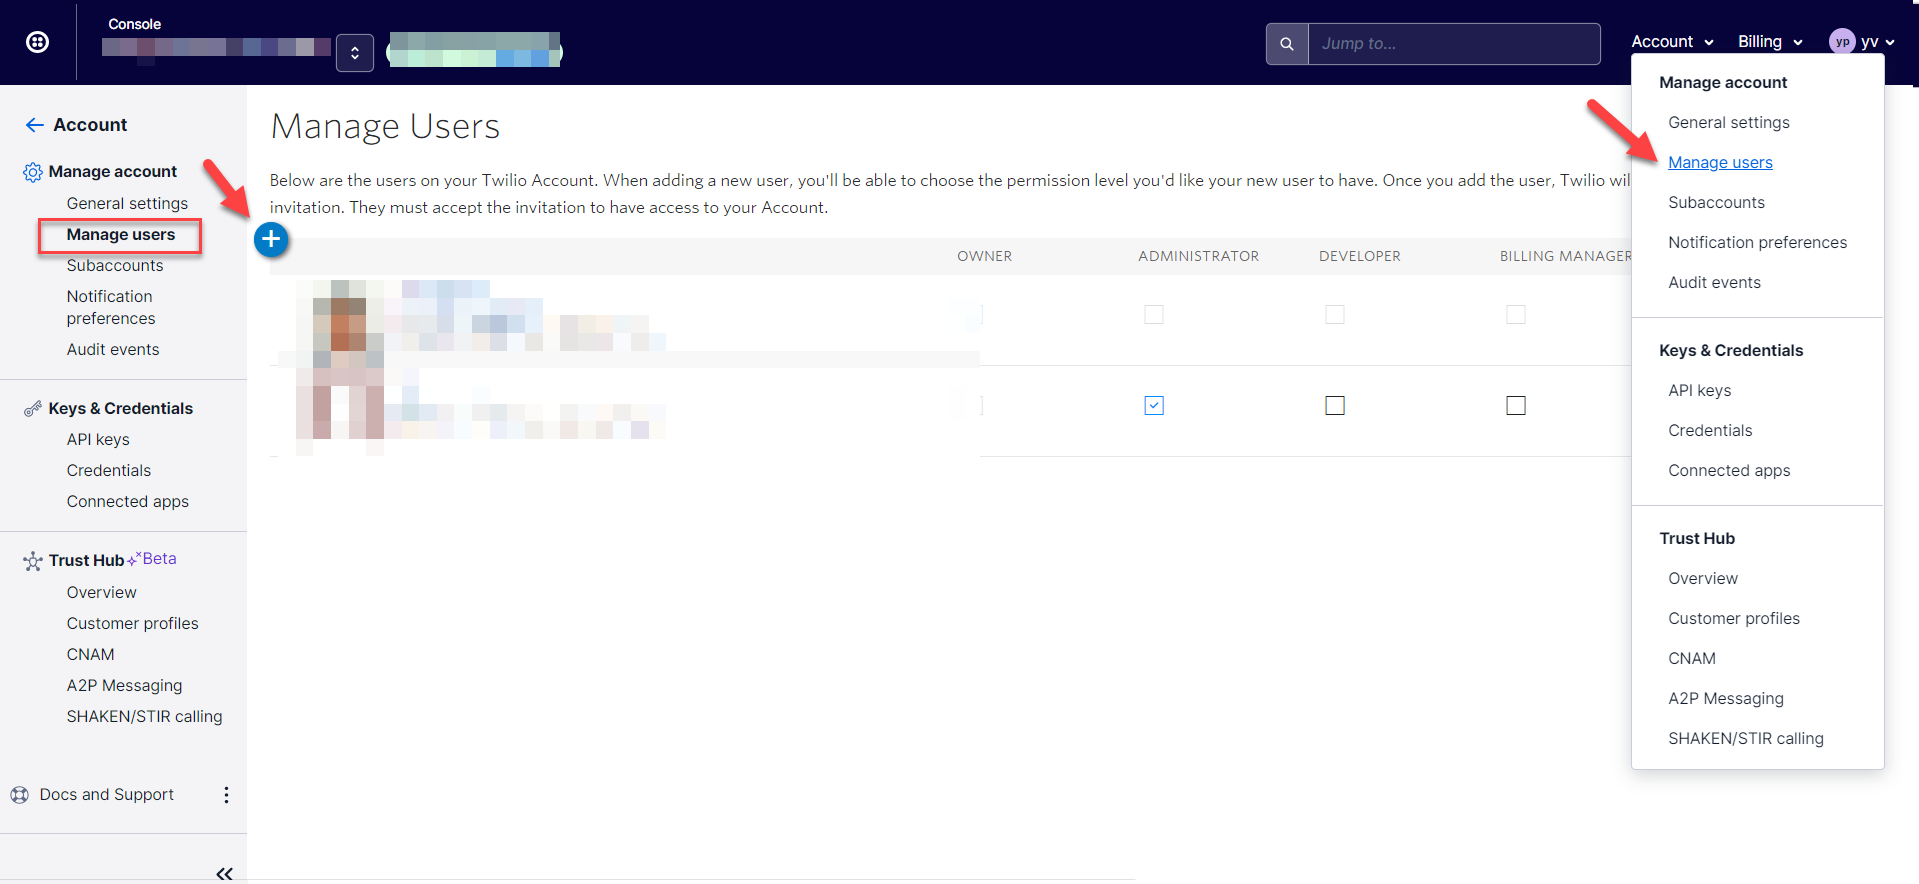 Console
Jump to...
Account
Billing
yp
yv
Account
Manage account
General settings
Manage users
Subaccounts
Notification
preferences
Audit events
Keys & Credentials
API keys
Credentials
Connected apps
Trust Hub Beta
Overview
Customer profiles
CNAM
A2P Messaging
SHAKEN/STIR calling
Docs and Support
Manage Users
Below are the users on your Twilio Account. When adding a new user, you'll be able to choose the permission level you'd like your new user to have. Once you add the user, Twilio wil
invitation. They must accept the invitation to have access to your Account.
OWNER
ADMINISTRATOR
DEVELOPER
BILLING MANAGER
Manage account
General settings
Manage users
Subaccounts
Notification preferences
Audit events
Keys & Credentials
API keys
Credentials
Connected apps
Trust Hub
Overview
Customer profiles
CNAM
A2P Messaging
SHAKEN/STIR calling